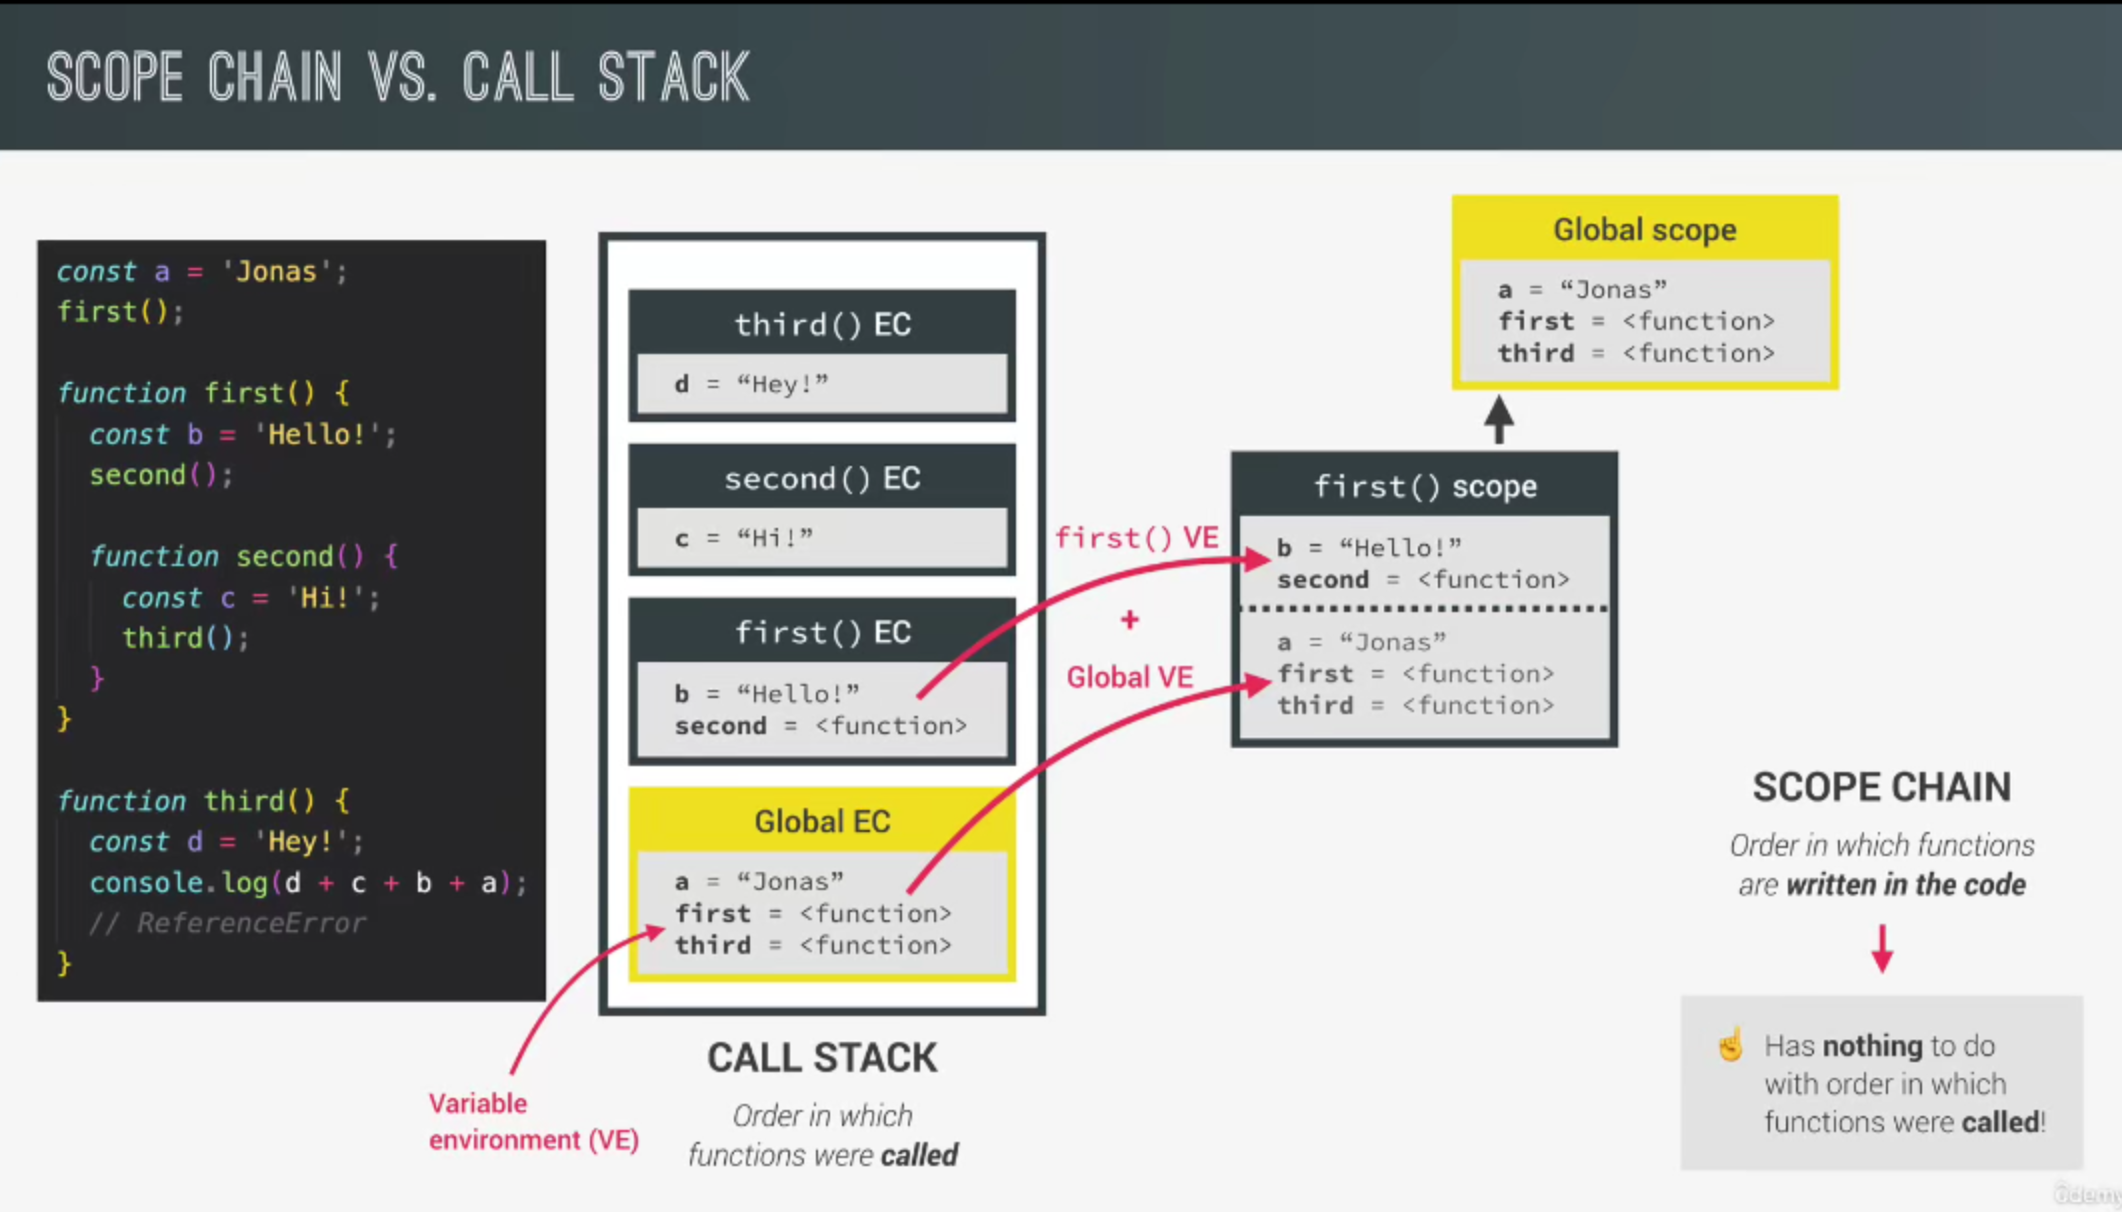 SCOPE CHAIN VS. CALL STACK
const a = 'Jonas';
first();
function first() {
const b = 'Hello!';
second();
function second() {
const c = 'Hi!';
third();
}
}
function third() {
const d = 'Hey!';
console.log(d + c + b + a);
// ReferenceError
}
third() EC
d = “Hey!”
second() EC
c = “Hi!”
first() EC
b = “Hello!”
second = <function>
Global EC
a = “Jonas”
first = <function>
third = <function>
Variable
environment (VE)
CALL STACK
Order in which
functions were called
first() VE
+
Global VE
Global scope
a = “Jonas”
first = <function>
third = <function>
first() scope
b = “Hello!”
second = <function>
a = “Jonas”
first = <function>
third = <function>
SCOPE CHAIN
Order in which functions
are written in the code
☝ Has nothing to do
with order in which
functions were called!
ûdemy